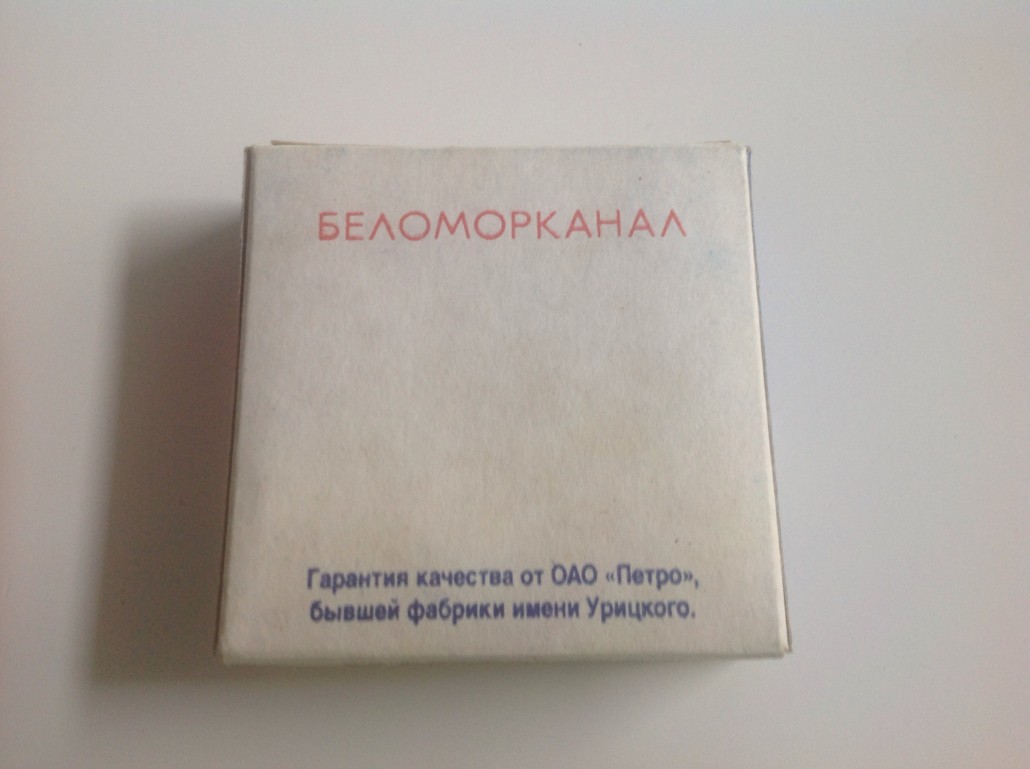 БЕЛОМОРКАНАЛ
Гарантия качества от ОАО «Петро»,
бывшей фабрики имени Урицкого.